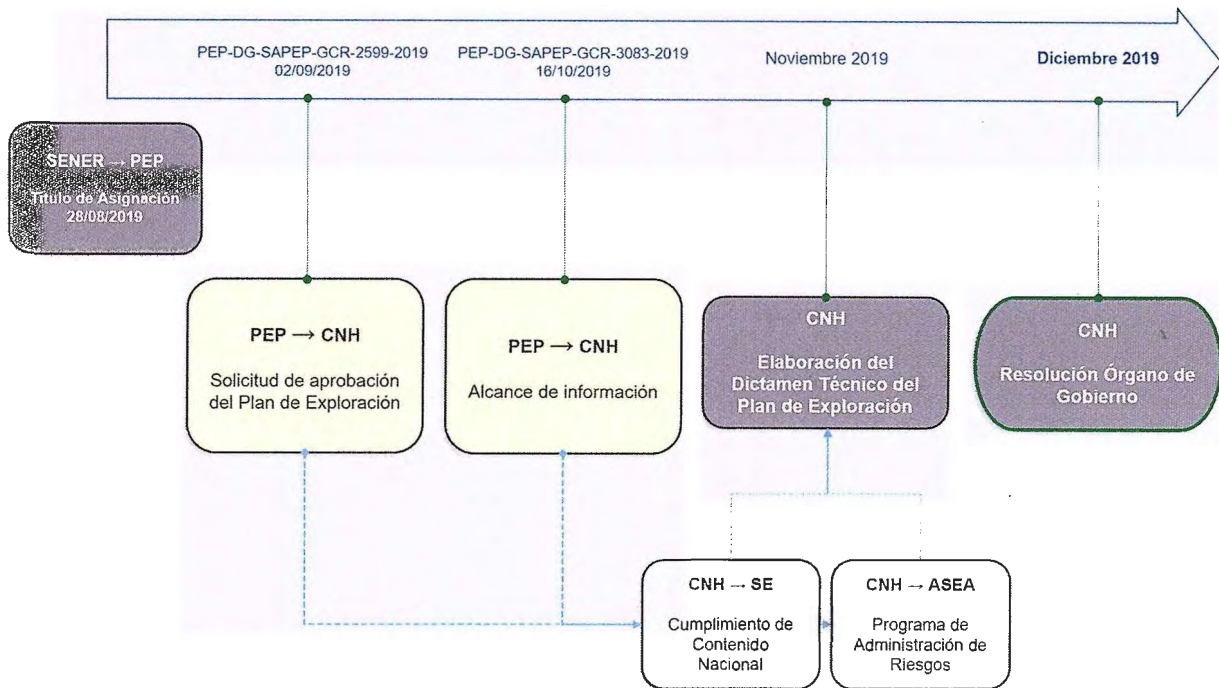 PEP-DG-SAPEP-GCR-2599-2019
02/09/2019
PEP-DG-SAPEP-GCR-3083-2019
16/10/2019
Noviembre 2019
Diciembre 2019
SENER → PEP
Título de Asignación
28/08/2019
PEP → CNH
Solicitud de aprobación
del Plan de Exploración
PEP → CNH
Alcance de información
CNH
Elaboración del
Dictamen Técnico del
Plan de Exploración
CNH
Resolución Órgano de
Gobierno
CNH → SE
Cumplimiento de
Contenido
Nacional
CNH → ASEA
Programa de
Administración de
Riesgos